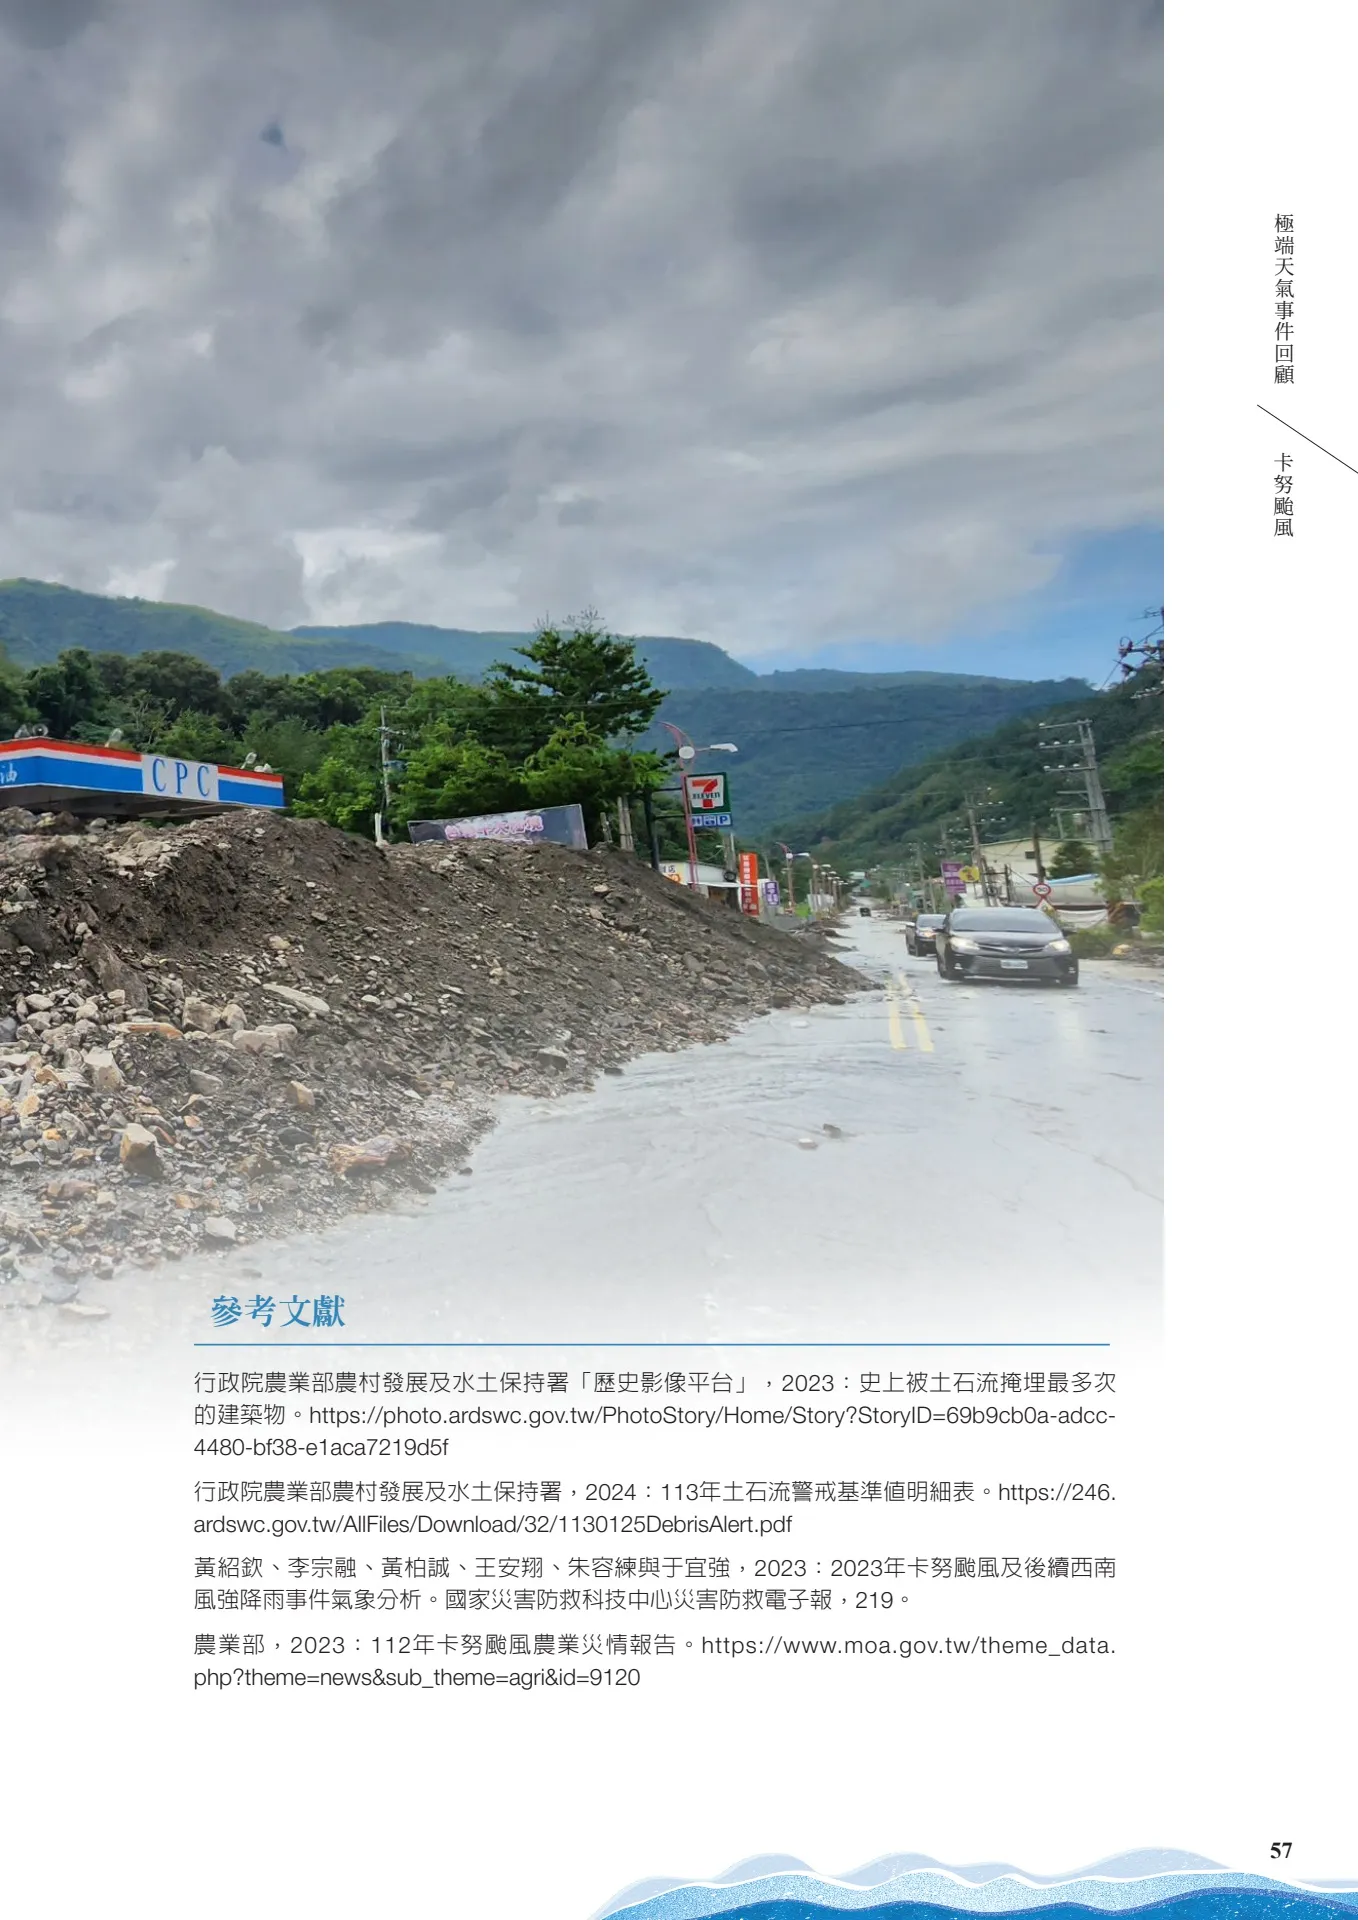 極端天氣事件回顧
卡努颱風
油
CPC
7
ELEVEN
P
參考文獻
行政院農業部農村發展及水土保持署「歷史影像平台」，2023：史上被土石流掩埋最多次
的建築物。https://photo.ardswc.gov.tw/PhotoStory/Home/Story?StoryID=69b9cb0a-adcc-
4480-bf38-e1aca7219d5f
行政院農業部農村發展及水土保持署，2024：113年土石流警戒基準值明細表。https://246.
ardswc.gov.tw/AllFiles/Download/32/1130125DebrisAlert.pdf
黃紹欽、李宗融、黃柏誠、王安翔、朱容練與于宜強，2023：2023年卡努颱風及後續西南
風強降雨事件氣象分析。國家災害防救科技中心災害防救電子報，219。
農業部，2023：112年卡努颱風農業災情報告。https://www.moa.gov.tw/theme_data.
php?theme=news&sub_theme=agri&id=9120
57